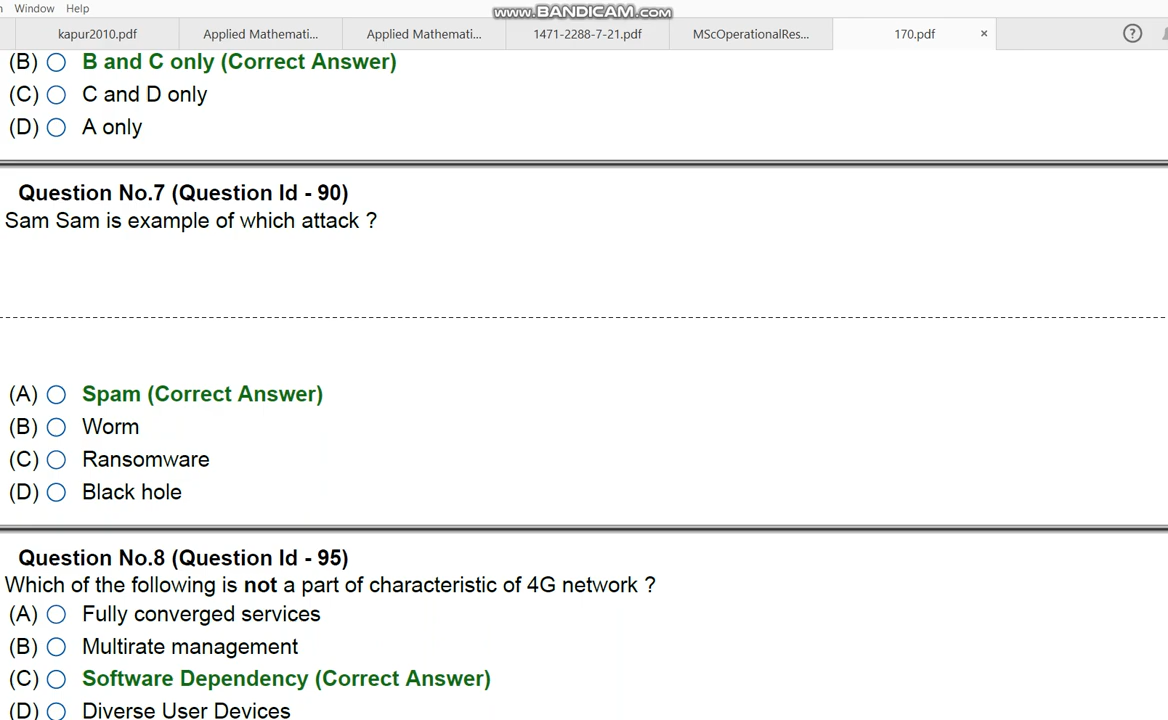 Window Help
www.BANDICAM.com
kapur2010.pdf Applied Mathemati... Applied Mathemati... 1471-2288-7-21.pdf MScOperationalRes... 170.pdf × ?
(B) B and C only (Correct Answer)
(C) C and D only
(D) A only
Question No.7 (Question Id - 90)
Sam Sam is example of which attack ?
(A) Spam (Correct Answer)
(B) Worm
(C) Ransomware
(D) Black hole
Question No.8 (Question Id - 95)
Which of the following is not a part of characteristic of 4G network ?
(A) Fully converged services
(B) Multirate management
(C) Software Dependency (Correct Answer)
(D) Diverse User Devices